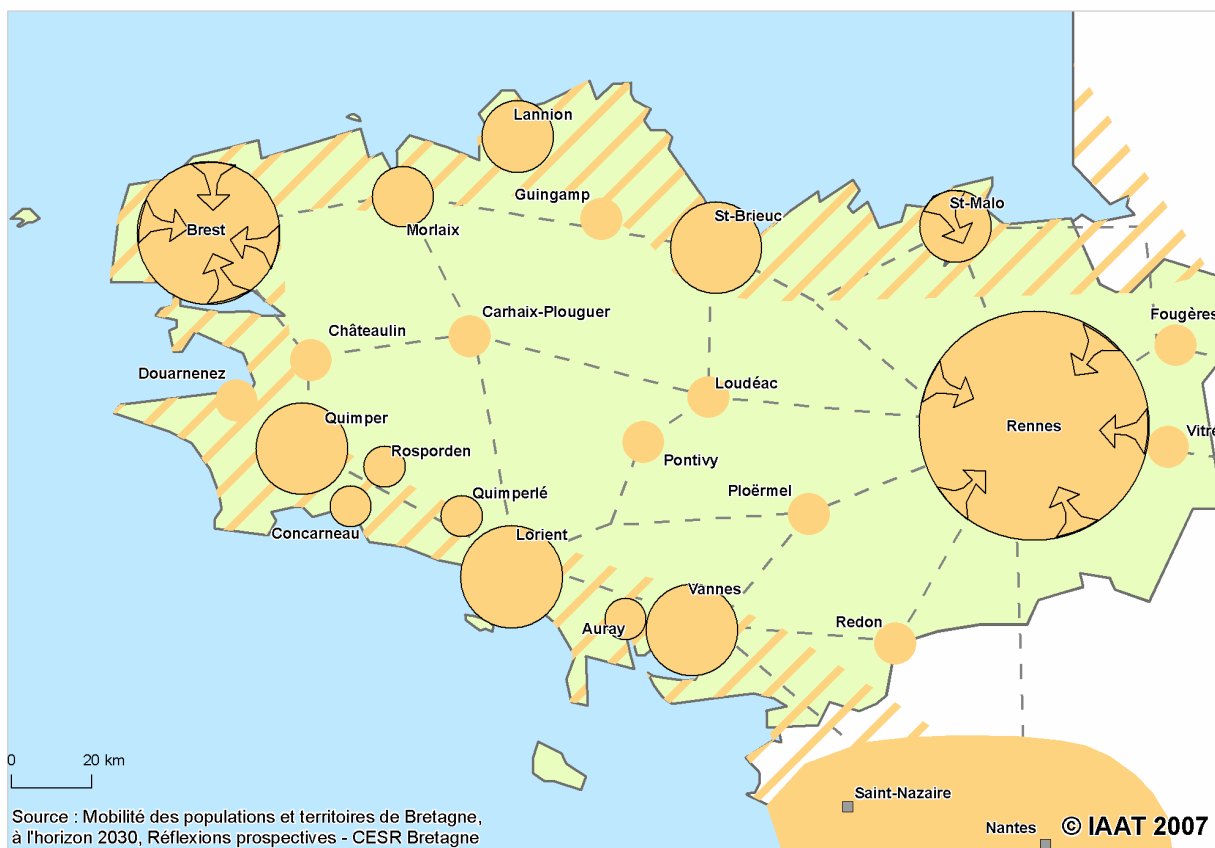 Lannion
Guingamp
St-Brieuc
St-Malo
Brest
Morlaix
Carhaix-Plouguer
Fougères
Châteaulin
Douarnenez
Loudéac
Quimper
Rennes
Vitré
Rosporden
Pontivy
Quimperlé
Ploërmel
Concarneau
Lorient
Vannes
Auray
Redon
0 20 km
Saint-Nazaire
Source : Mobilité des populations et territoires de Bretagne,
à l'horizon 2030, Réflexions prospectives - CESR Bretagne
Nantes
© IAAT 2007